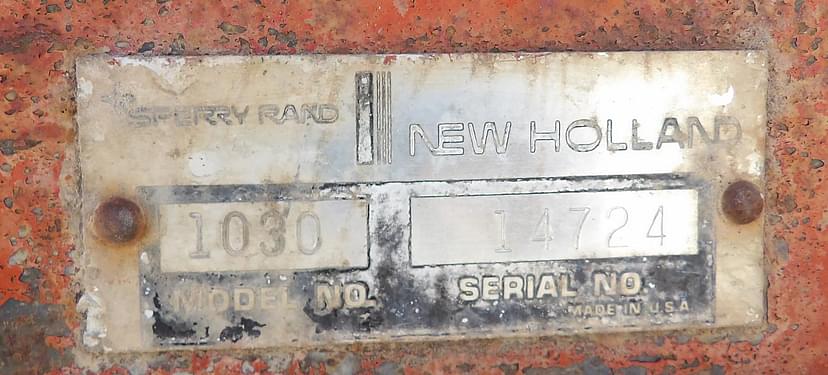 SPERRY RAND NEW HOLLAND
1030 14724
MODEL NO. SERIAL NO.
MADE IN U.S.A